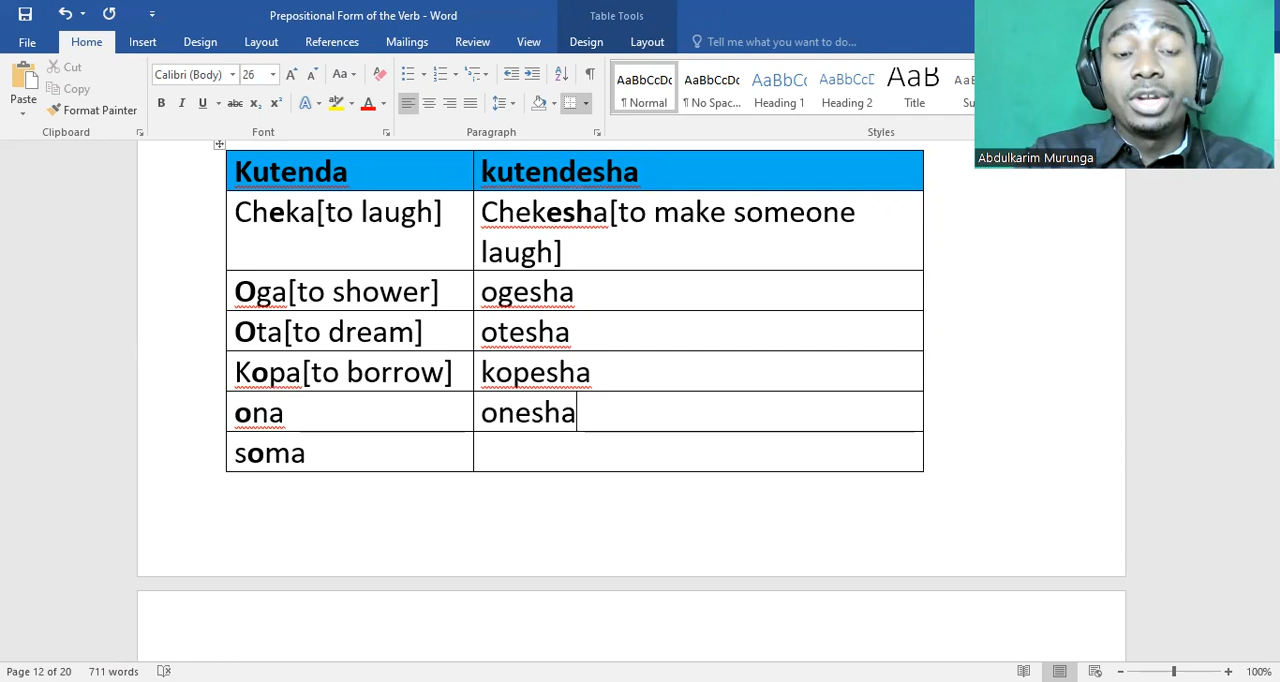 Prepositional Form of the Verb - Word
Table Tools
File Home Insert Design Layout References Mailings Review View Design Layout Tell me what you want to do...
Cut
Copy
Format Painter
Paste
Calibri (Body) 26
AaBbCcDc AaBbCcDc AaBbC AaBbCcD AaB
¶ Normal ¶ No Spac... Heading 1 Heading 2 Title
Clipboard Font Paragraph Styles
Abdulkarim Murunga
Kutenda kutendesha
Cheka[to laugh] Chekesha[to make someone
laugh]
Oga[to shower] ogesha
Ota[to dream] otesha
Kopa[to borrow] kopesha
ona onesha
soma
Page 12 of 20 711 words 100%